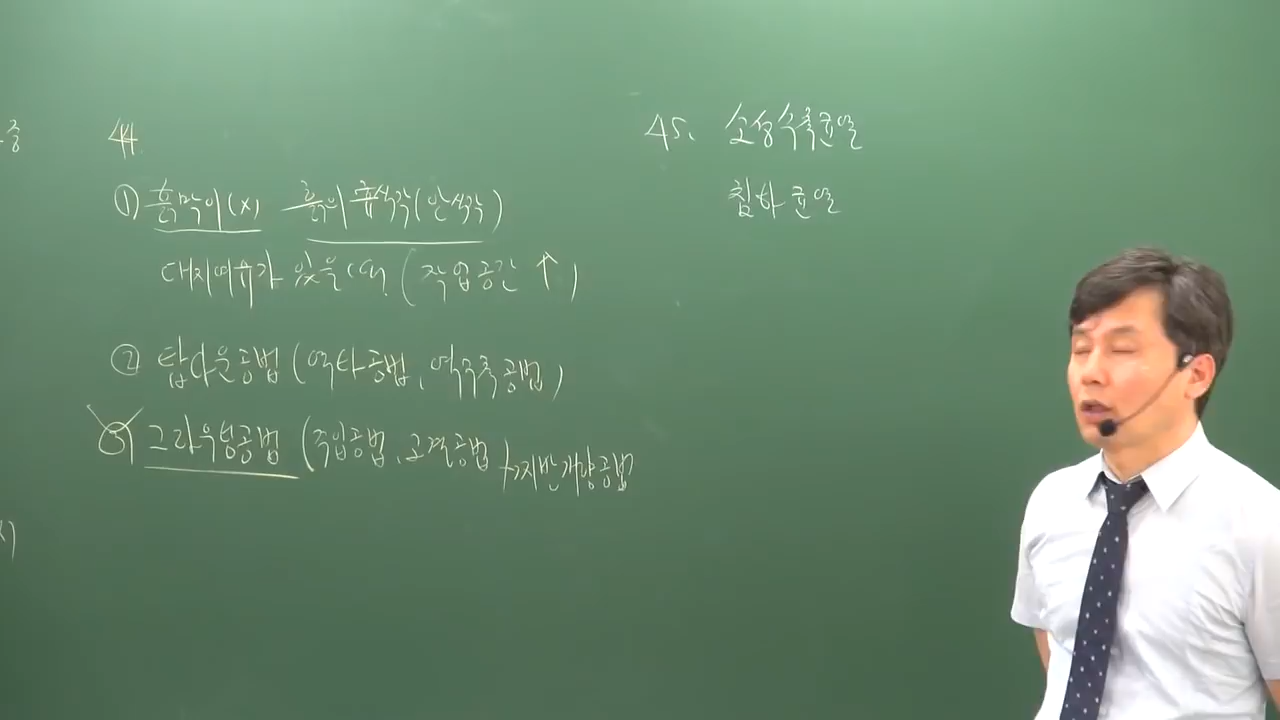 44.
① 흙막이(x) 흙의 휴식각(안식각)
대지여유가 있을 때. (작업공간 ↑)
② 탑다운공법 (역타공법, 역구축공법)
③ 그라우팅공법 (주입공법, 고결공법 → 지반개량공법
45. 소성수축균열
침하균열